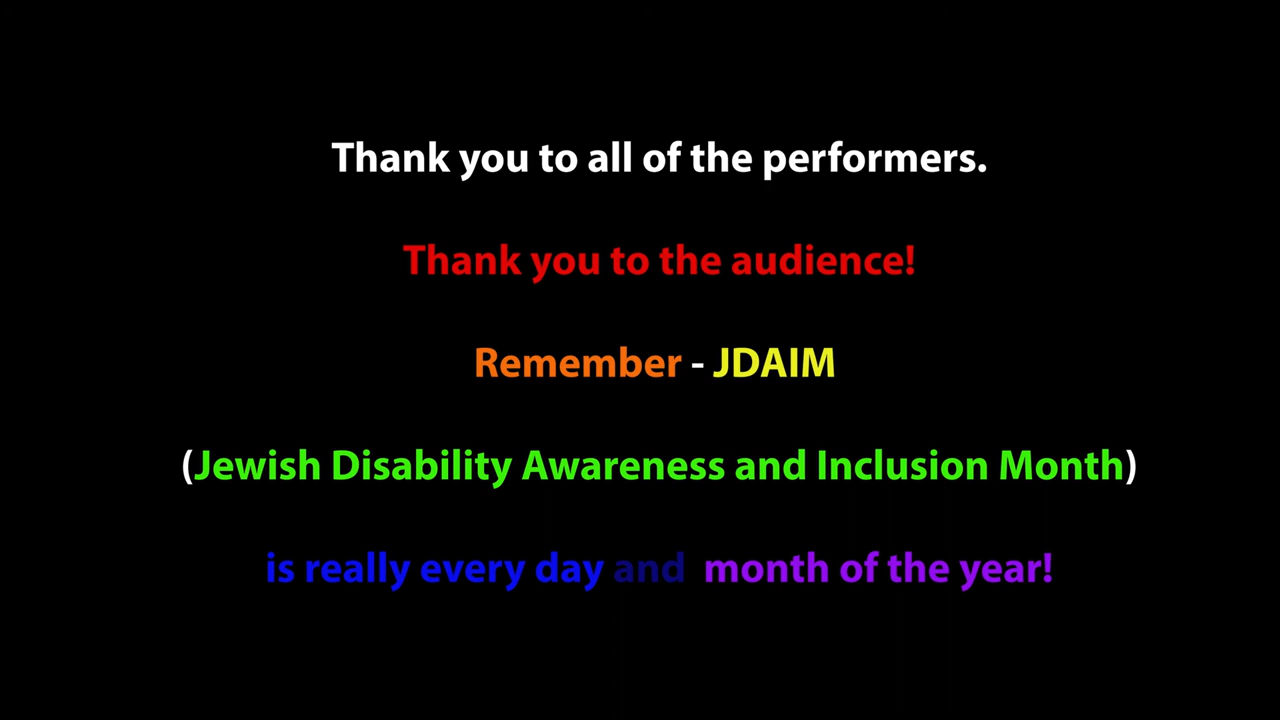 Thank you to all of the performers.
Thank you to the audience!
Remember - JDAIM
(Jewish Disability Awareness and Inclusion Month)
is really every day and month of the year!